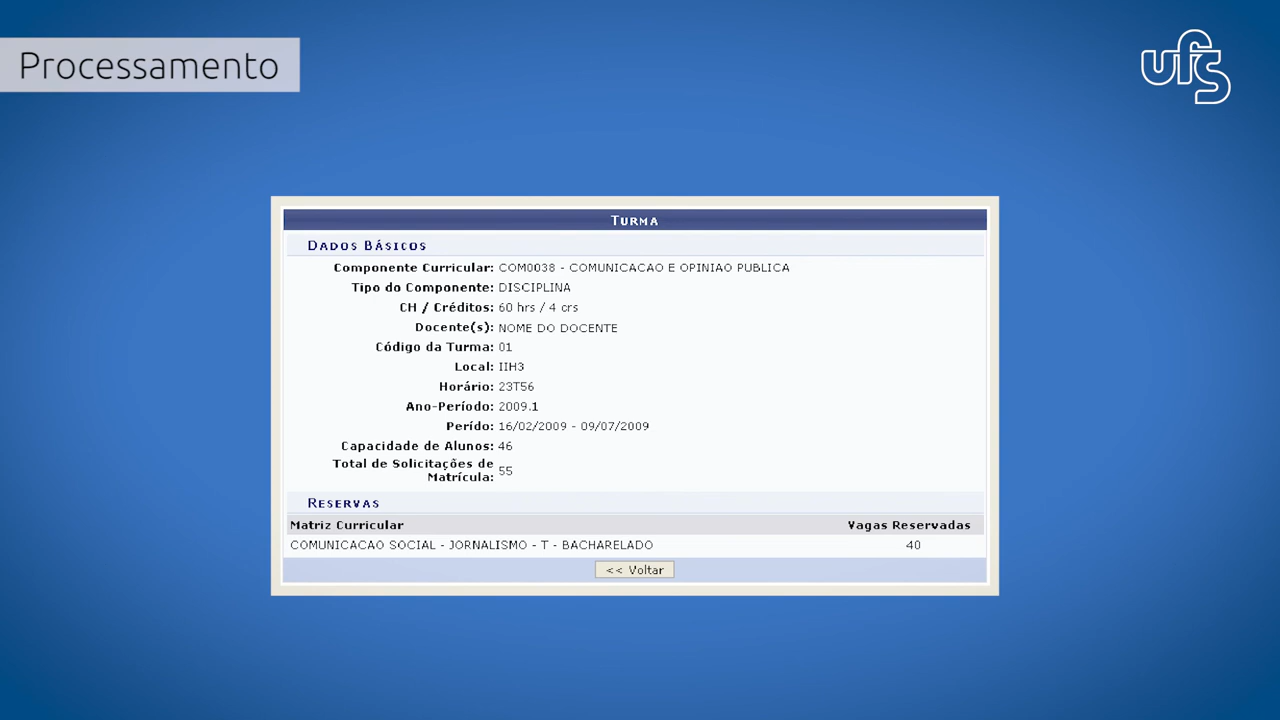 Processamento
ufs
Turma
Dados Básicos
Componente Curricular: COM0038 - COMUNICACAO E OPINIAO PUBLICA
Tipo do Componente: DISCIPLINA
CH / Créditos: 60 hrs / 4 crs
Docente(s): NOME DO DOCENTE
Código da Turma: 01
Local: IIH3
Horário: 23T56
Ano-Período: 2009.1
Perído: 16/02/2009 - 09/07/2009
Capacidade de Alunos: 46
Total de Solicitações de
Matrícula: 55
Reservas
Matriz Curricular Vagas Reservadas
COMUNICACAO SOCIAL - JORNALISMO - T - BACHARELADO 40
<< Voltar